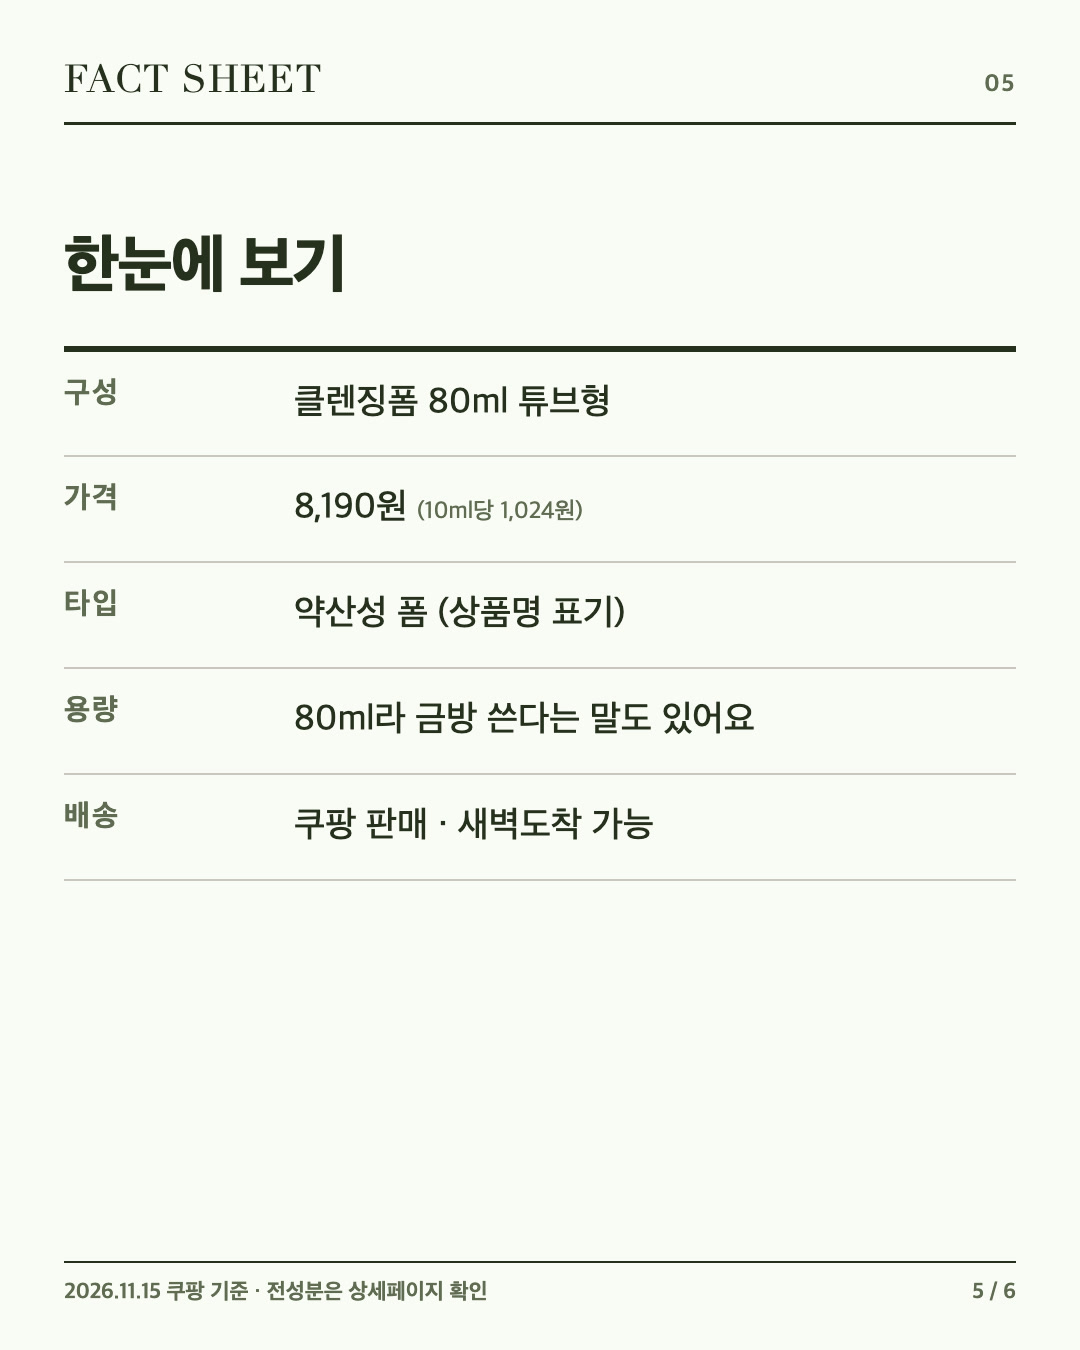 FACT SHEET
05
한눈에 보기
구성
클렌징폼 80ml 튜브형
가격
8,190원 (10ml당 1,024원)
타입
약산성 폼 (상품명 표기)
용량
80ml라 금방 쓴다는 말도 있어요
배송
쿠팡 판매 · 새벽도착 가능
2026.11.15 쿠팡 기준 · 전성분은 상세페이지 확인
5 / 6